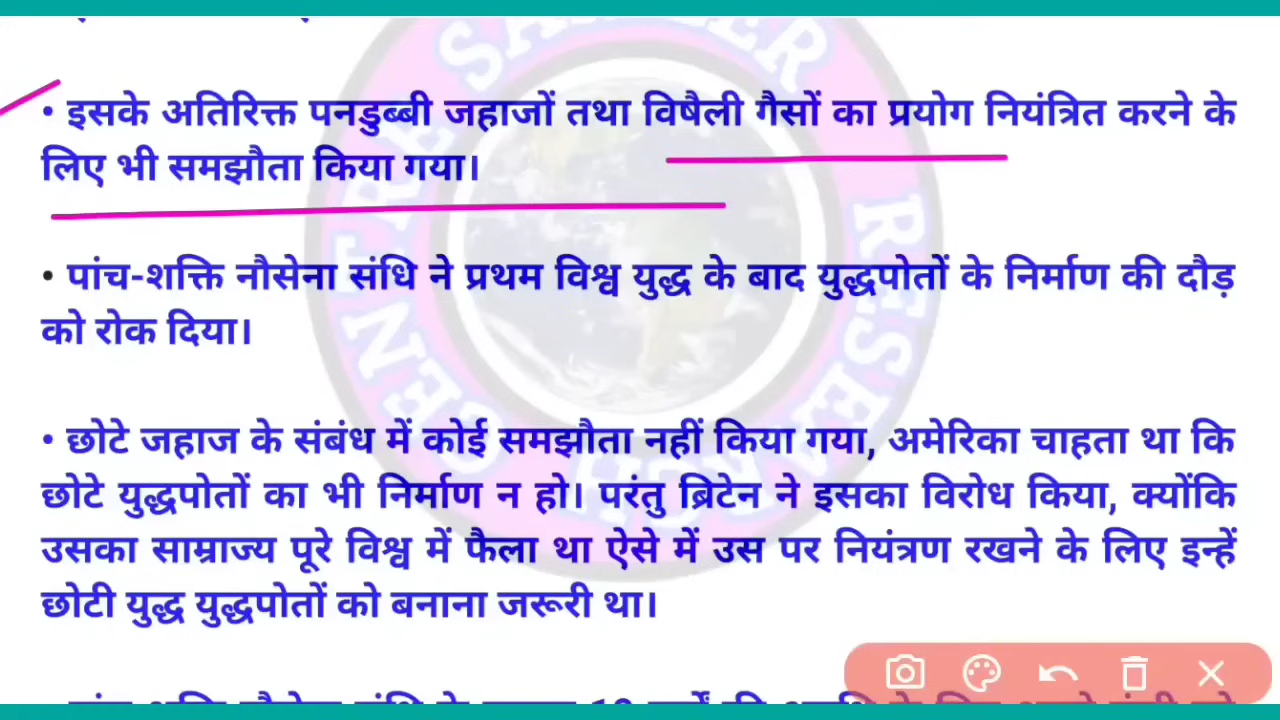 • इसके अतिरिक्त पनडुब्बी जहाजों तथा विषैली गैसों का प्रयोग नियंत्रित करने के
लिए भी समझौता किया गया।
• पांच-शक्ति नौसेना संधि ने प्रथम विश्व युद्ध के बाद युद्धपोतों के निर्माण की दौड़
को रोक दिया।
• छोटे जहाज के संबंध में कोई समझौता नहीं किया गया, अमेरिका चाहता था कि
छोटे युद्धपोतों का भी निर्माण न हो। परंतु ब्रिटेन ने इसका विरोध किया, क्योंकि
उसका साम्राज्य पूरे विश्व में फैला था ऐसे में उस पर नियंत्रण रखने के लिए इन्हें
छोटी युद्ध युद्धपोतों को बनाना जरूरी था।